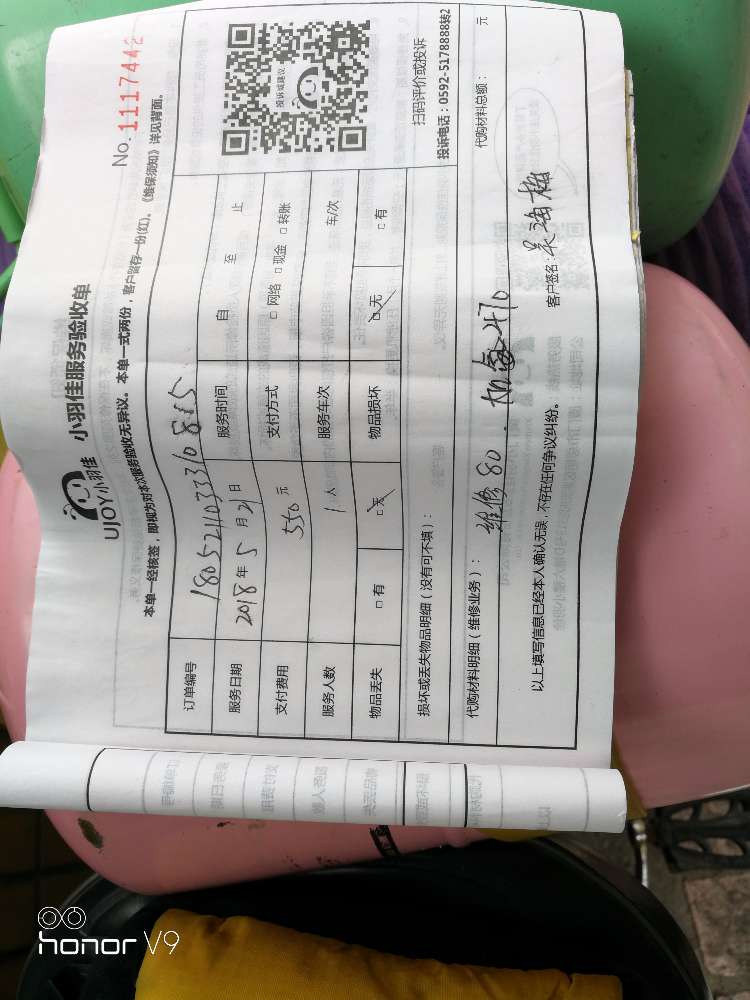 No. 1117442
UJOY小羽佳 小羽佳服务验收单
本单一经核签，即视为对本次服务验收无异议。本单一式两份，客户留存一份(红)。《维保须知》详见背面。
订单编号 1805211033310815
服务日期 2018年5月21日 服务时间 自 至 止
支付费用 550元 支付方式 □网络 □现金 □转账
服务人数 1人 服务车次 车/次
物品丢失 □有 □无 物品损坏 □无 □有
投诉或建议
扫码评价或投诉
投诉电话：0592-5178888转2
损坏或丢失物品明细（没有可不填）：
代购材料明细（维修业务）： 维修80. 加氟470 代购材料总额： 元
以上填写信息已经本人确认无误，不存在任何争议纠纷。 客户签名：
honor V9